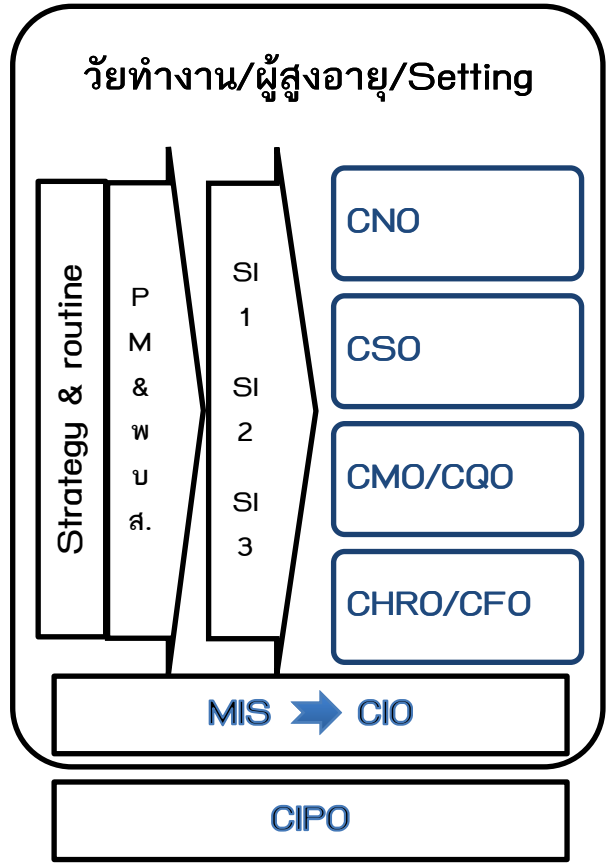 วัยทำงาน/ผู้สูงอายุ/Setting
Strategy & routine
P
M
&
พ
บ
ส.
SI
1
SI
2
SI
3
CNO
CSO
CMO/CQO
CHRO/CFO
MIS CIO
CIPO